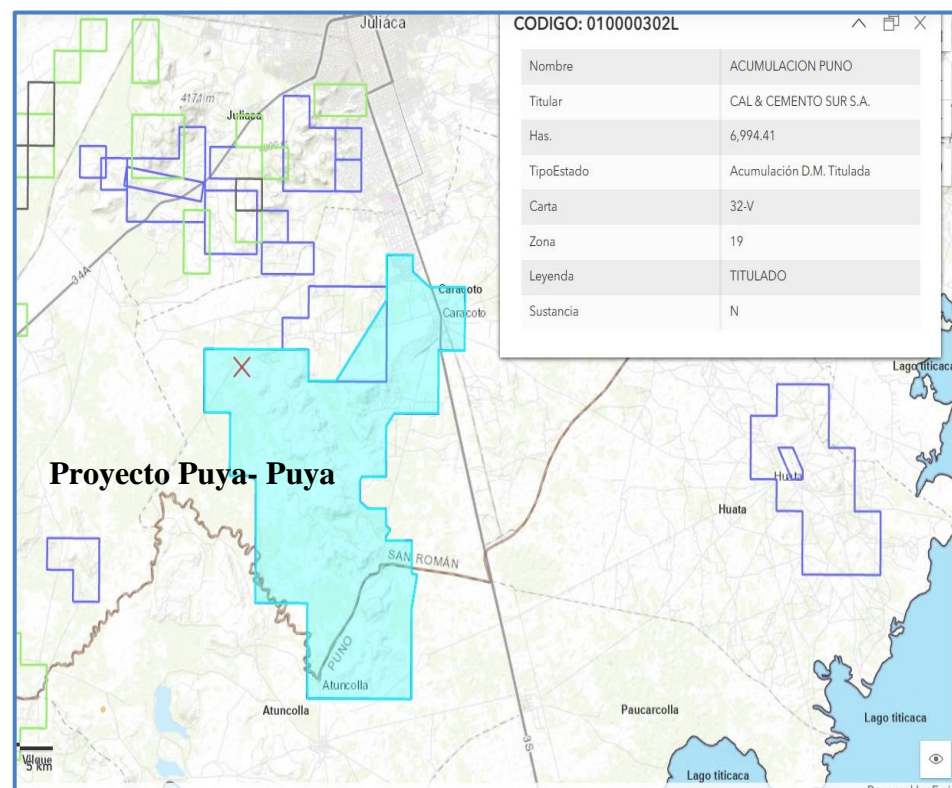 Juliaca
CODIGO: 010000302L
Nombre ACUMULACION PUNO
Titular CAL & CEMENTO SUR S.A.
Has. 6,994.41
TipoEstado Acumulación D.M. Titulada
Carta 32-V
Zona 19
Leyenda TITULADO
Sustancia N
4171 m
Juliaca
34A
Caracoto
Caracoto
Lago titicaca
Proyecto Puya- Puya
Huata
Huata
SAN ROMÁN
PUNO
Atuncolla
Atuncolla
Paucarcolla
Lago titicaca
3S
Vilque
5 km
Lago titicaca